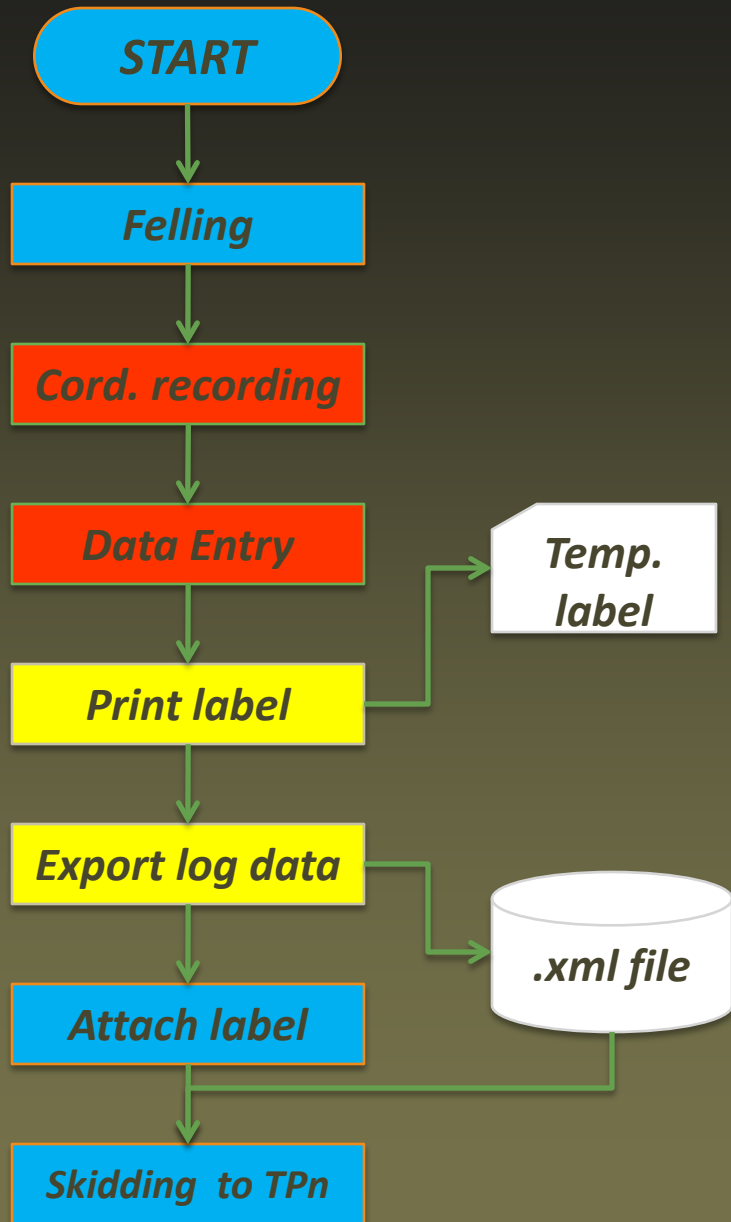 START
Felling
Cord. recording
Data Entry
Temp.
label
Print label
Export log data
.xml file
Attach label
Skidding to TPn